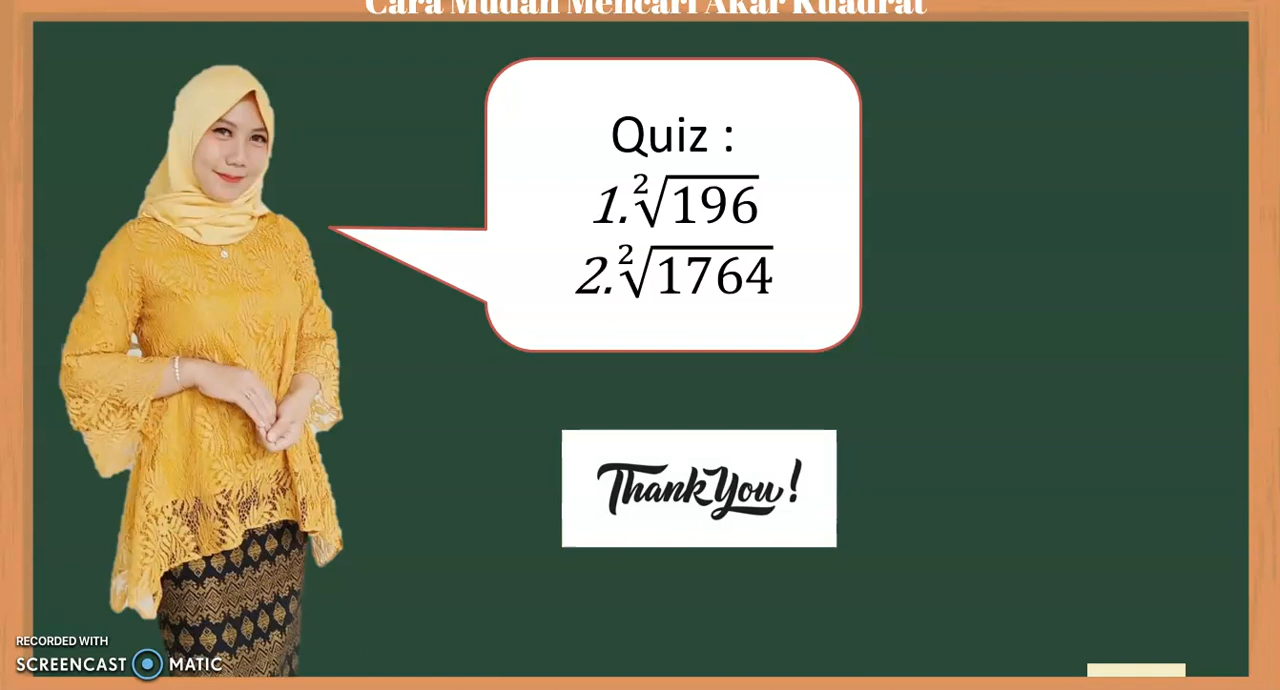 Cara Mudah Mencari Akar Kuadrat
Quiz :
1. ²√196
2. ²√1764
Thank You!
RECORDED WITH
SCREENCAST MATIC